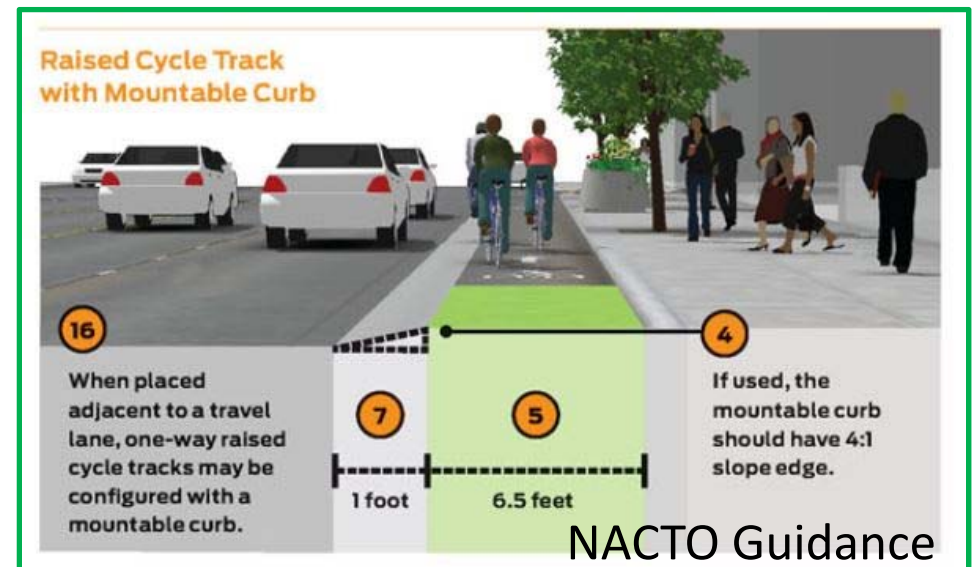 Raised Cycle Track
with Mountable Curb
16
When placed
adjacent to a travel
lane, one-way raised
cycle tracks may be
configured with a
mountable curb.
7
1 foot
5
6.5 feet
4
If used, the
mountable curb
should have 4:1
slope edge.
NACTO Guidance